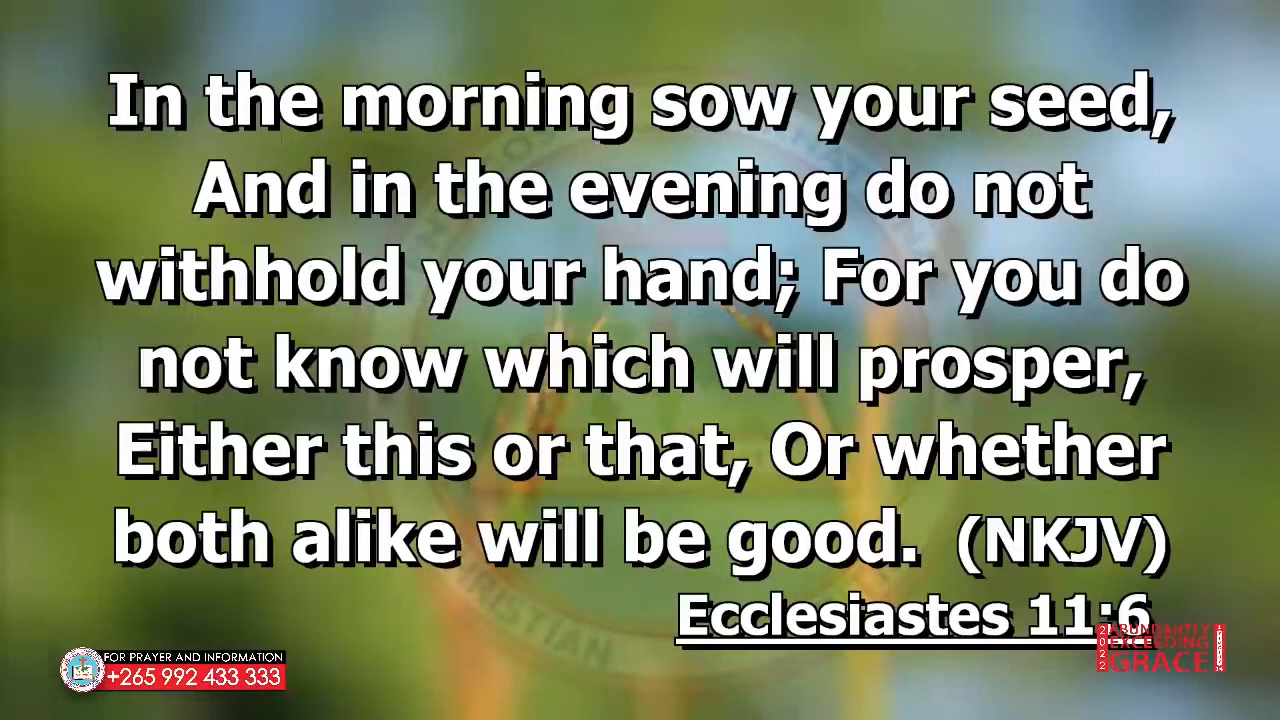 In the morning sow your seed,
And in the evening do not
withhold your hand; For you do
not know which will prosper,
Either this or that, Or whether
both alike will be good. (NKJV)
Ecclesiastes 11:6
FOR PRAYER AND INFORMATION
+265 992 433 333
2022
ABUNDANTLY
EXCEEDING
GRACE
CHRISTIAN